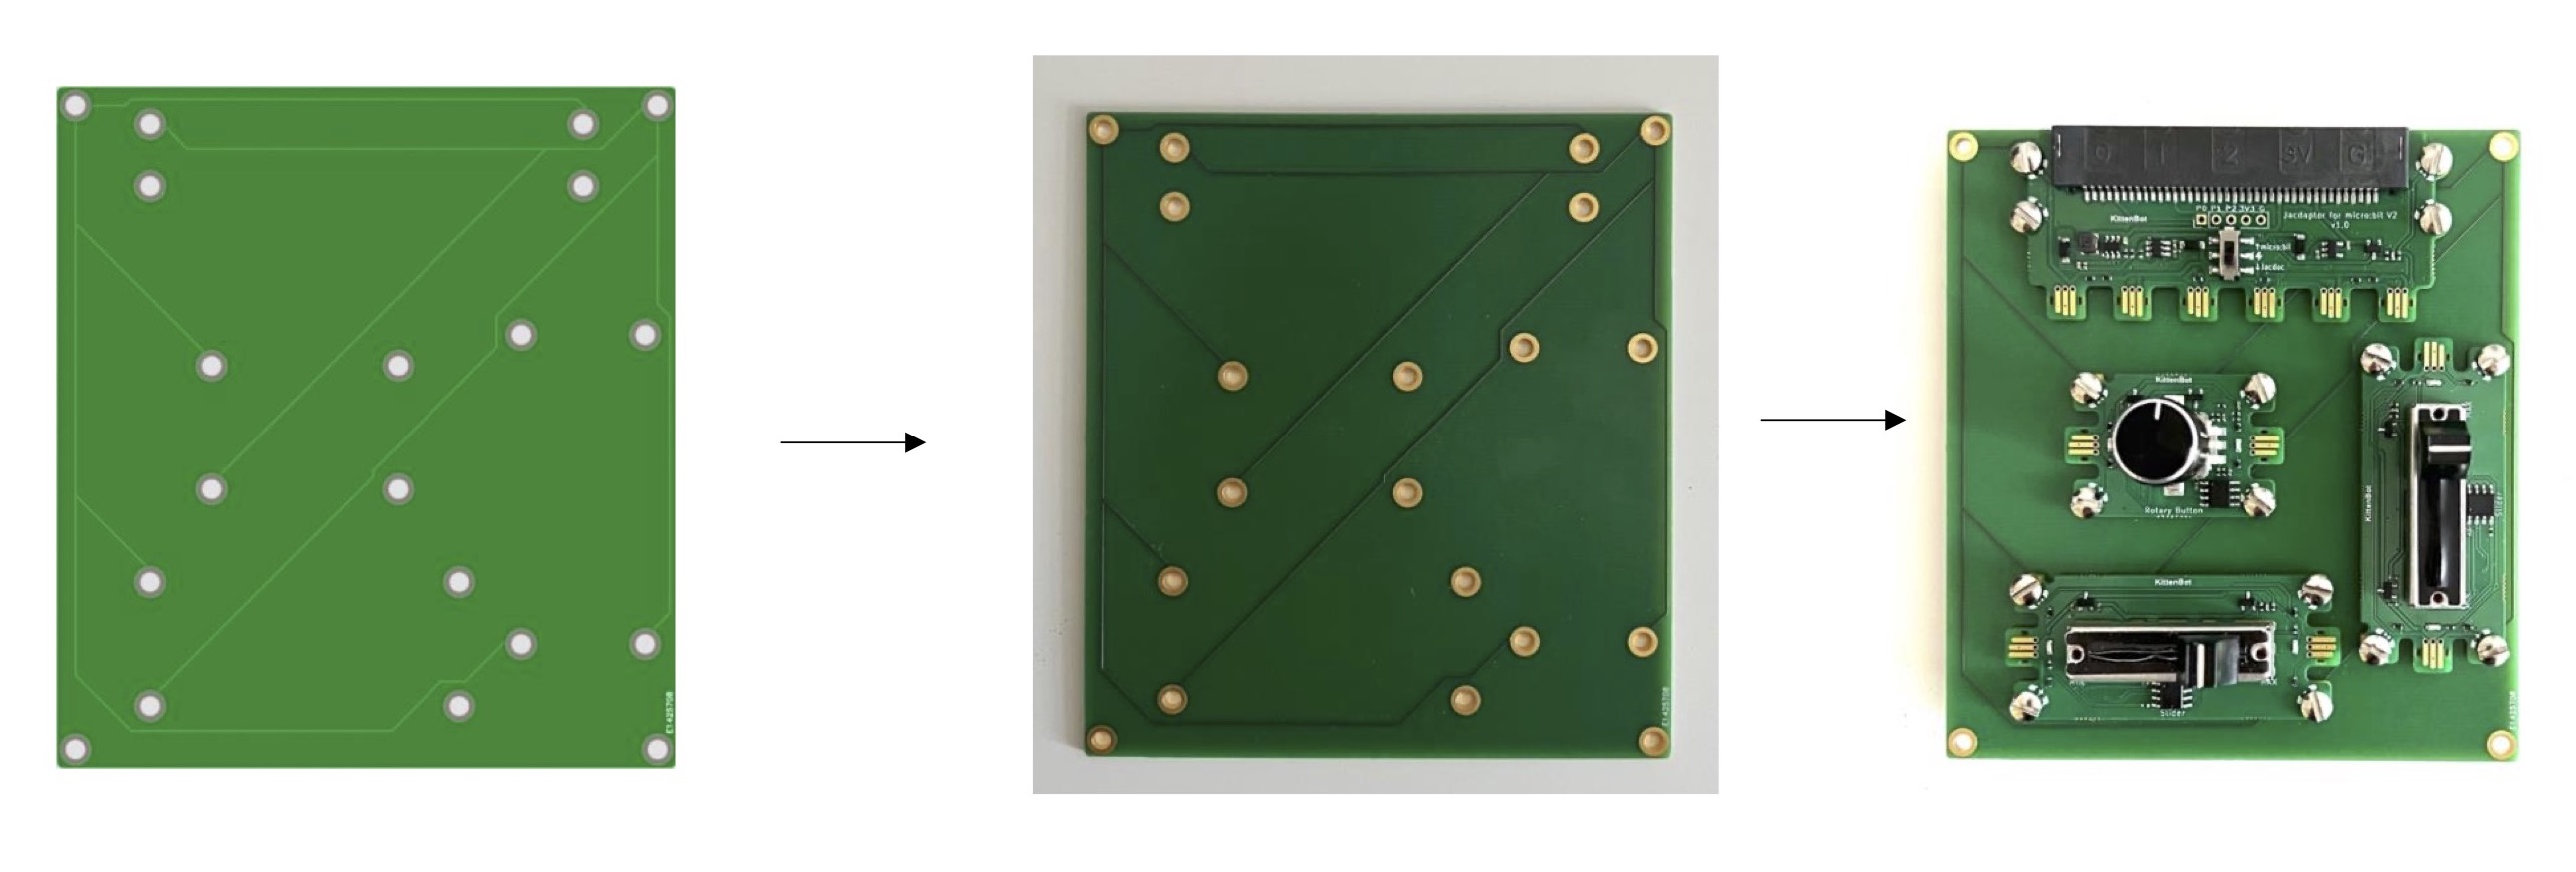 E1425708
E1425708
0 1 2 3V G
P0 P1 P2 3V3 G
KittenBot
Jacdaptor for micro:bit V2
v1.0
micro:bit
Jacdac
KittenBot
Rotary Button
KittenBot
Slider
KittenBot
Slider